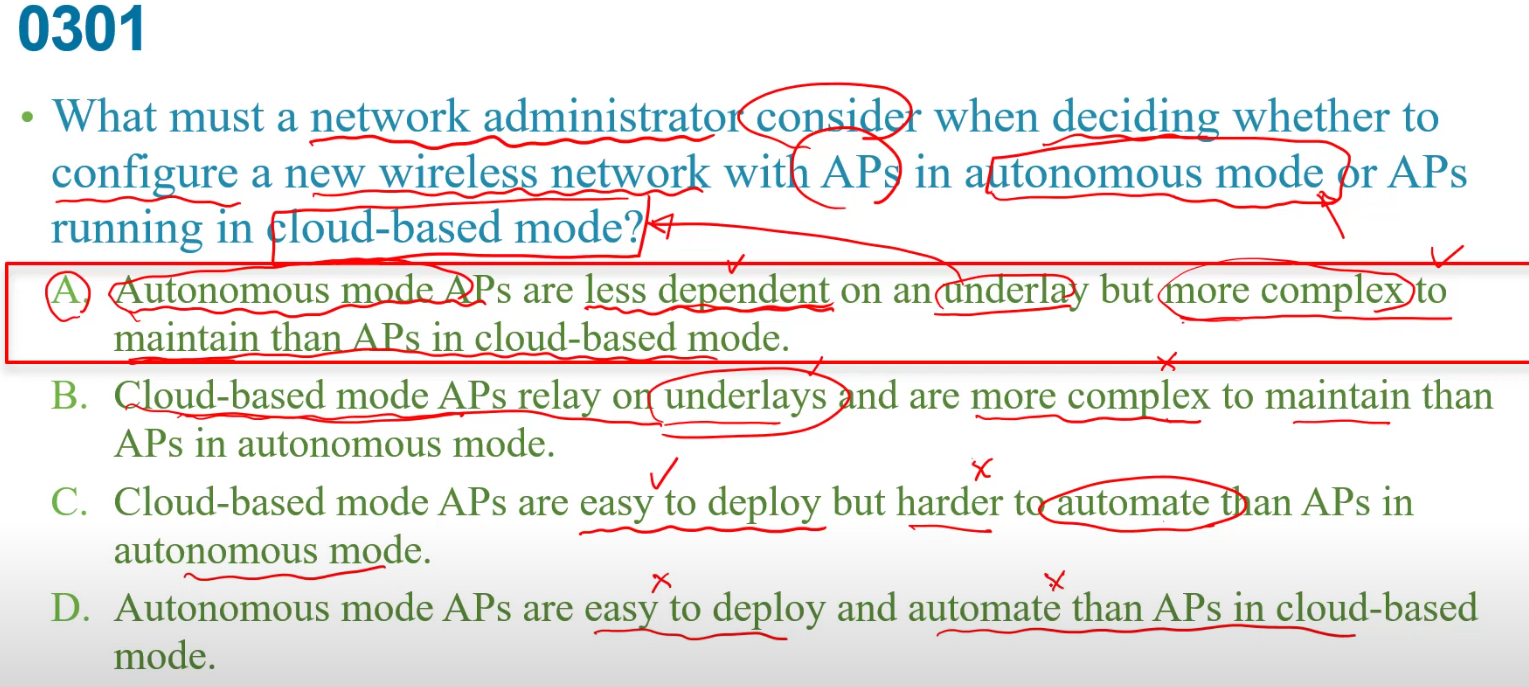 0301
• What must a network administrator consider when deciding whether to
configure a new wireless network with APs in autonomous mode or APs
running in cloud-based mode?
A. Autonomous mode APs are less dependent on an underlay but more complex to
maintain than APs in cloud-based mode.
B. Cloud-based mode APs relay on underlays and are more complex to maintain than
APs in autonomous mode.
C. Cloud-based mode APs are easy to deploy but harder to automate than APs in
autonomous mode.
D. Autonomous mode APs are easy to deploy and automate than APs in cloud-based
mode.